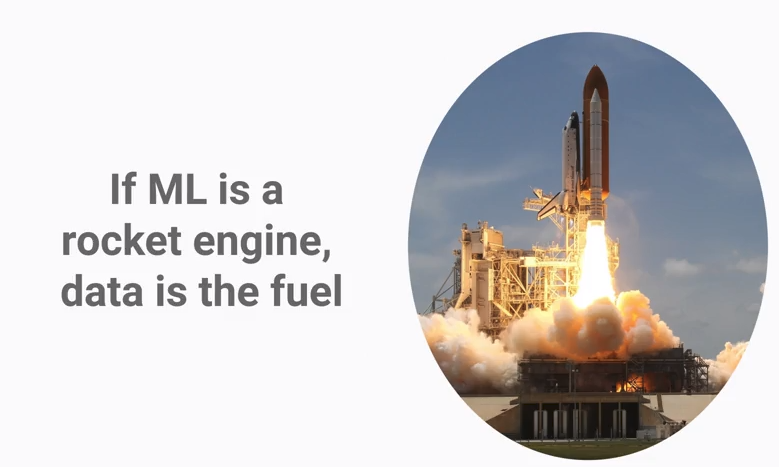 If ML is a
rocket engine,
data is the fuel